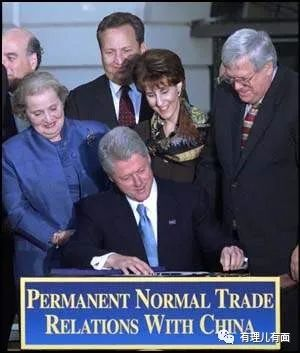 PERMANENT NORMAL TRADE
RELATIONS WITH CHINA
有理儿有面